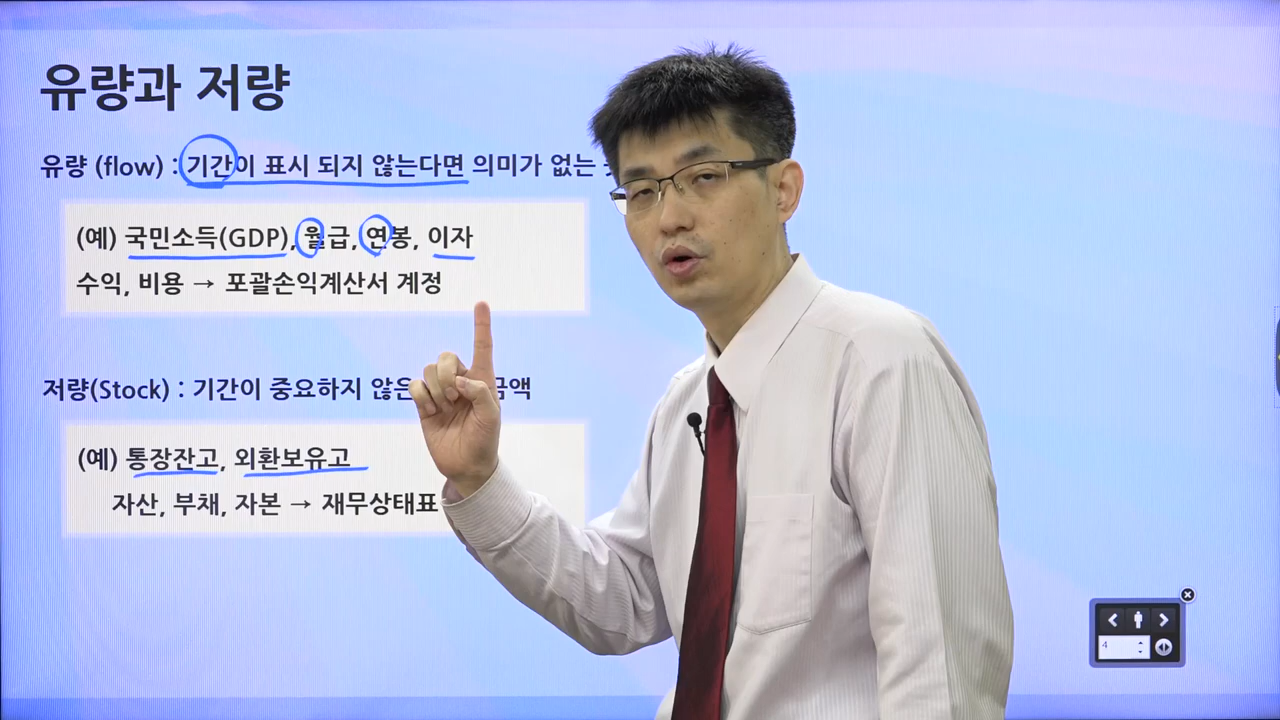 유량과 저량
유량 (flow) : 기간이 표시 되지 않는다면 의미가 없는
(예) 국민소득(GDP), 월급, 연봉, 이자
수익, 비용 → 포괄손익계산서 계정
저량(Stock) : 기간이 중요하지 않은 금액
(예) 통장잔고, 외환보유고
자산, 부채, 자본 → 재무상태표
4